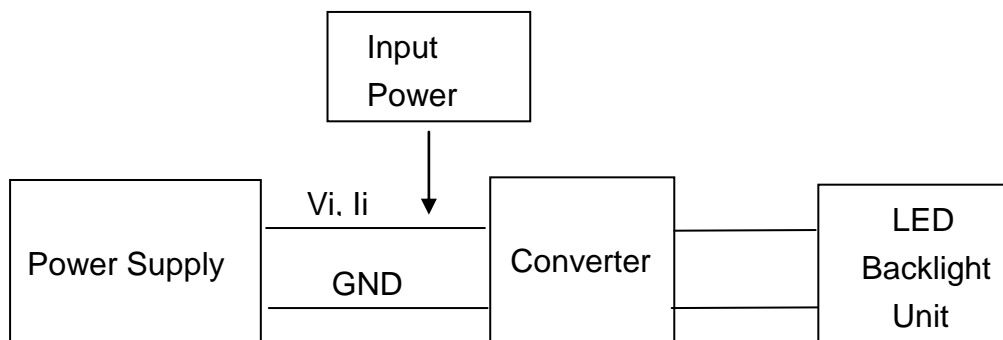 Input
Power
Vi, Ii
Power Supply
GND
Converter
LED
Backlight
Unit